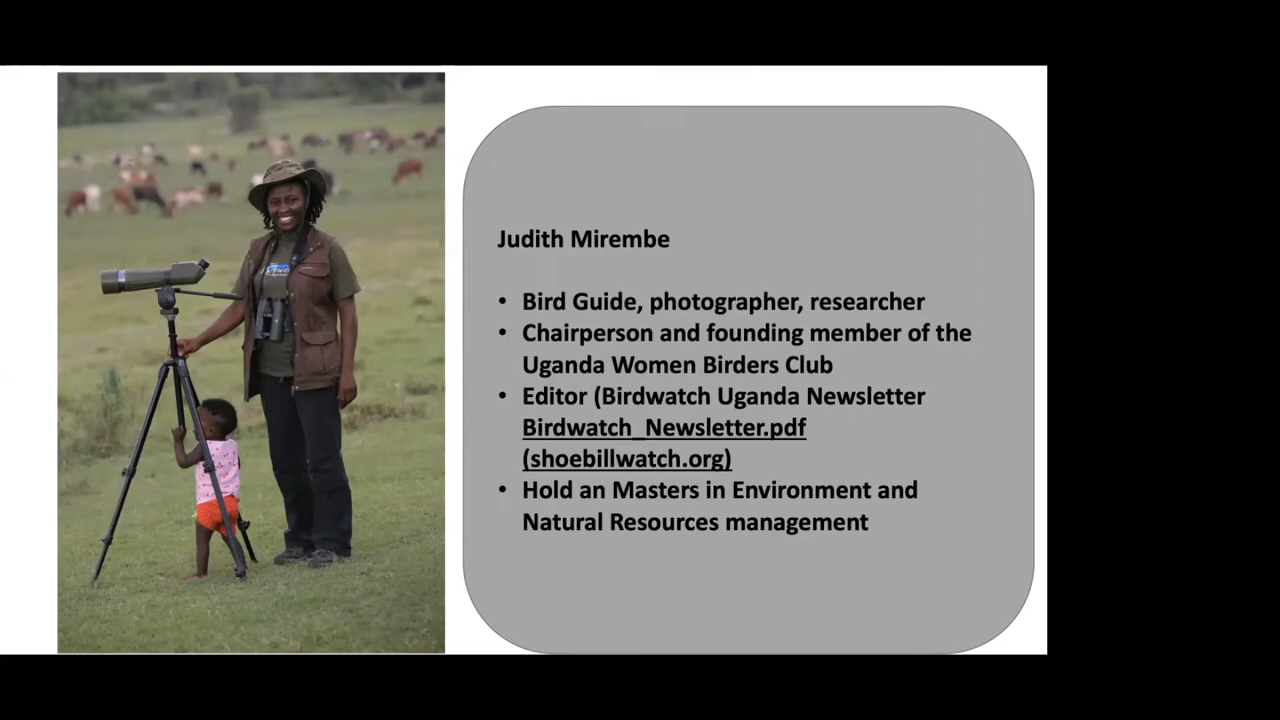 Judith Mirembe
• Bird Guide, photographer, researcher
• Chairperson and founding member of the
Uganda Women Birders Club
• Editor (Birdwatch Uganda Newsletter
Birdwatch_Newsletter.pdf
(shoebillwatch.org)
• Hold an Masters in Environment and
Natural Resources management